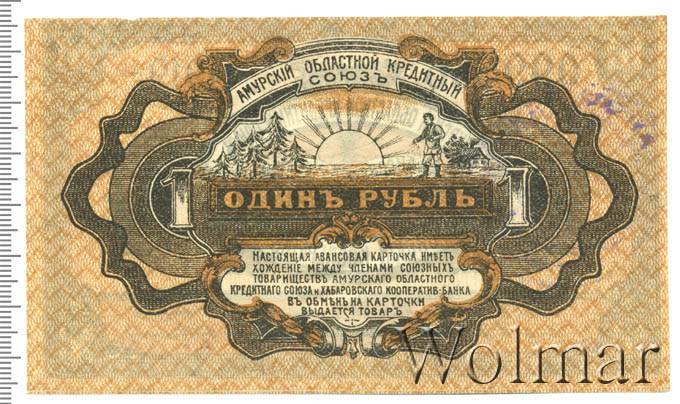 АМУРСКІЙ ОБЛАСТНОЙ КРЕДИТНЫЙ
СОЮЗЪ
1 ОДИНЪ РУБЛЬ 1
НАСТОЯЩАЯ АВАНСОВАЯ КАРТОЧКА ИМѢЕТЪ
ХОЖДЕНІЕ МЕЖДУ ЧЛЕНАМИ СОЮЗНЫХЪ
ТОВАРИЩЕСТВЪ АМУРСКАГО ОБЛАСТНОГО
КРЕДИТНАГО СОЮЗА И ХАБАРОВСКАГО КООПЕРАТИВ-БАНКА
ВЪ ОБМѢНЪ НА КАРТОЧКИ
ВЫДАЕТСЯ ТОВАРЪ
Wolmar